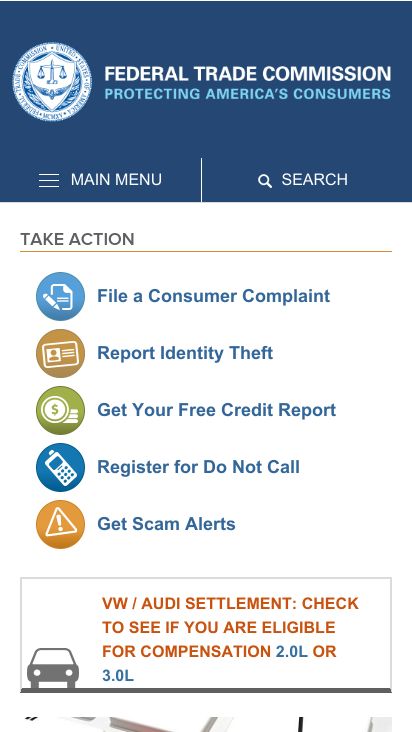 FEDERAL TRADE COMMISSION
PROTECTING AMERICA'S CONSUMERS
MAIN MENU
SEARCH
TAKE ACTION
File a Consumer Complaint
Report Identity Theft
Get Your Free Credit Report
Register for Do Not Call
Get Scam Alerts
VW / AUDI SETTLEMENT: CHECK
TO SEE IF YOU ARE ELIGIBLE
FOR COMPENSATION 2.0L OR
3.0L